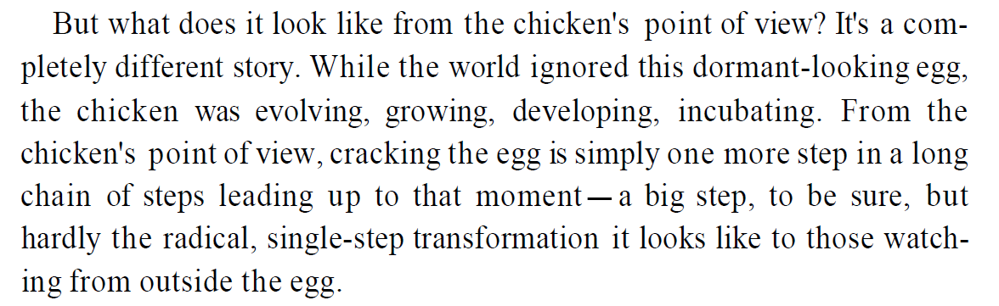 But what does it look like from the chicken's point of view? It's a com-
pletely different story. While the world ignored this dormant-looking egg,
the chicken was evolving, growing, developing, incubating. From the
chicken's point of view, cracking the egg is simply one more step in a long
chain of steps leading up to that moment—a big step, to be sure, but
hardly the radical, single-step transformation it looks like to those watch-
ing from outside the egg.